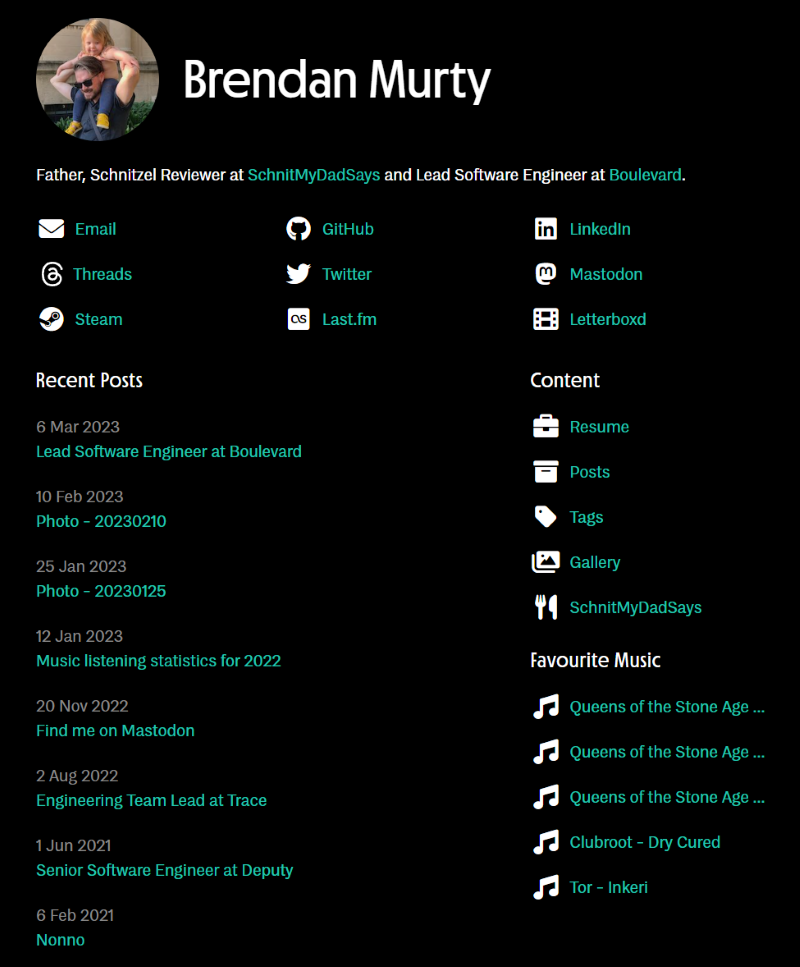 Brendan Murty
Father, Schnitzel Reviewer at SchnitMyDadSays and Lead Software Engineer at Boulevard.
Email
GitHub
LinkedIn
Threads
Twitter
Mastodon
Steam
Last.fm
Letterboxd
Recent Posts
6 Mar 2023
Lead Software Engineer at Boulevard
10 Feb 2023
Photo - 20230210
25 Jan 2023
Photo - 20230125
12 Jan 2023
Music listening statistics for 2022
20 Nov 2022
Find me on Mastodon
2 Aug 2022
Engineering Team Lead at Trace
1 Jun 2021
Senior Software Engineer at Deputy
6 Feb 2021
Nonno
Content
Resume
Posts
Tags
Gallery
SchnitMyDadSays
Favourite Music
Queens of the Stone Age ...
Queens of the Stone Age ...
Queens of the Stone Age ...
Clubroot - Dry Cured
Tor - Inkeri